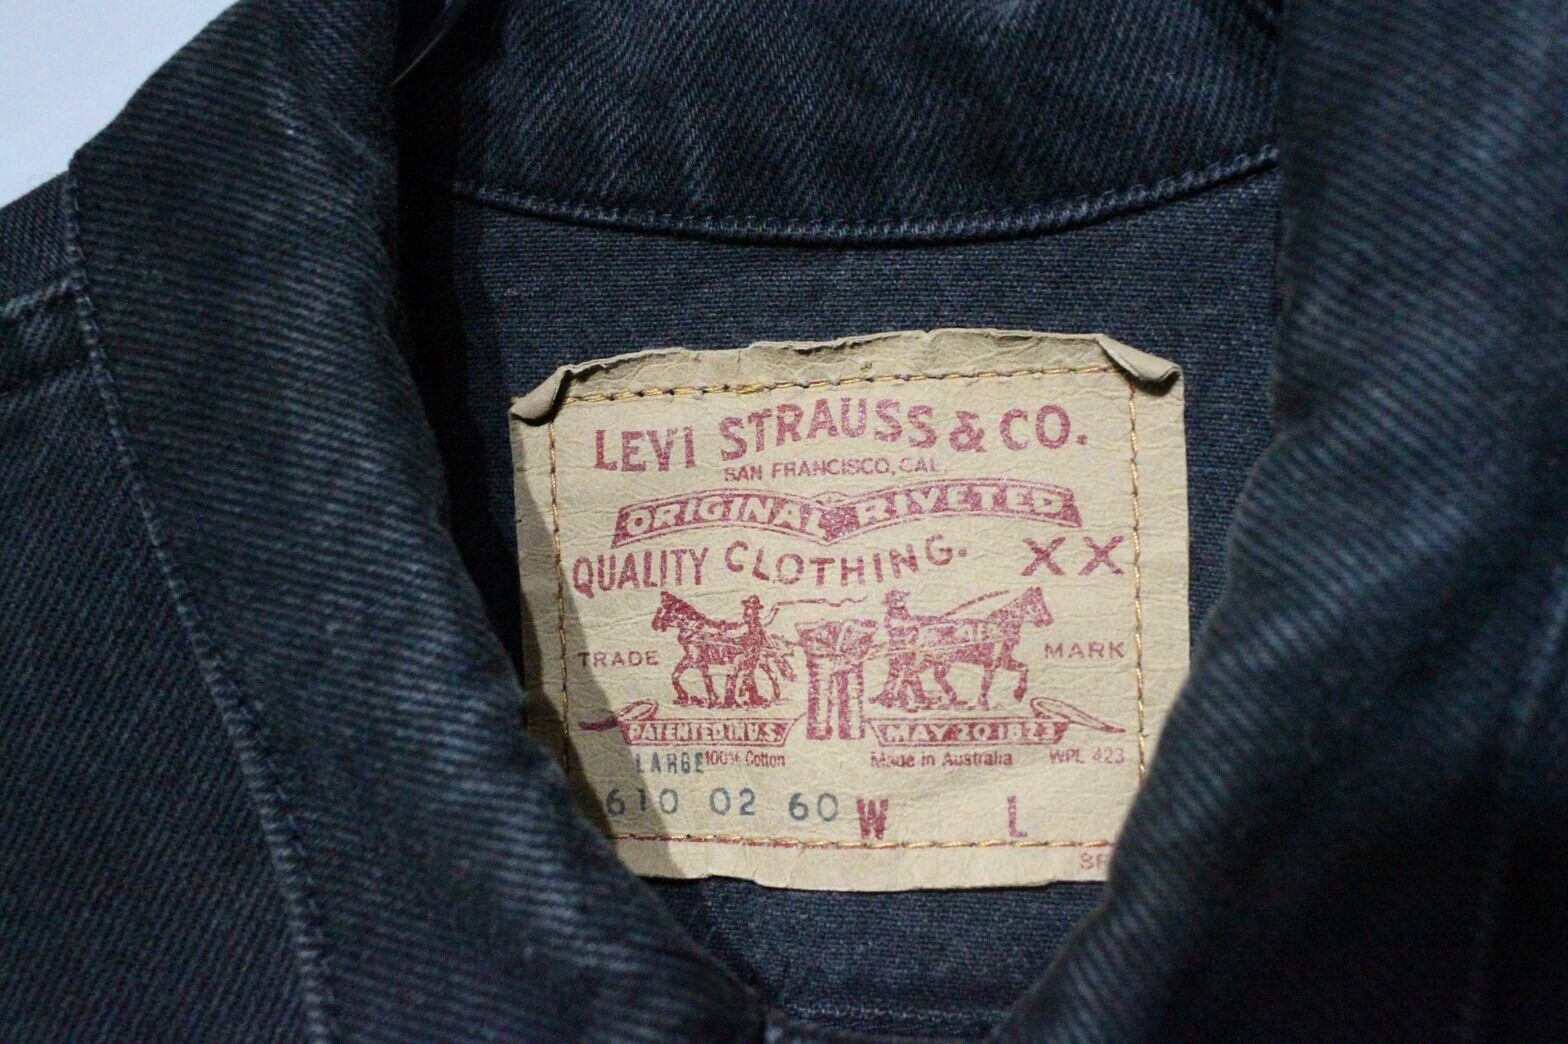 LEVI STRAUSS & CO.
SAN FRANCISCO, CAL.
ORIGINAL RIVETED
QUALITY CLOTHING. XX
TRADE MARK
PATENTED IN U.S. MAY 20 1873
LARGE 100% Cotton Made in Australia WPL 423
610 02 60 W L